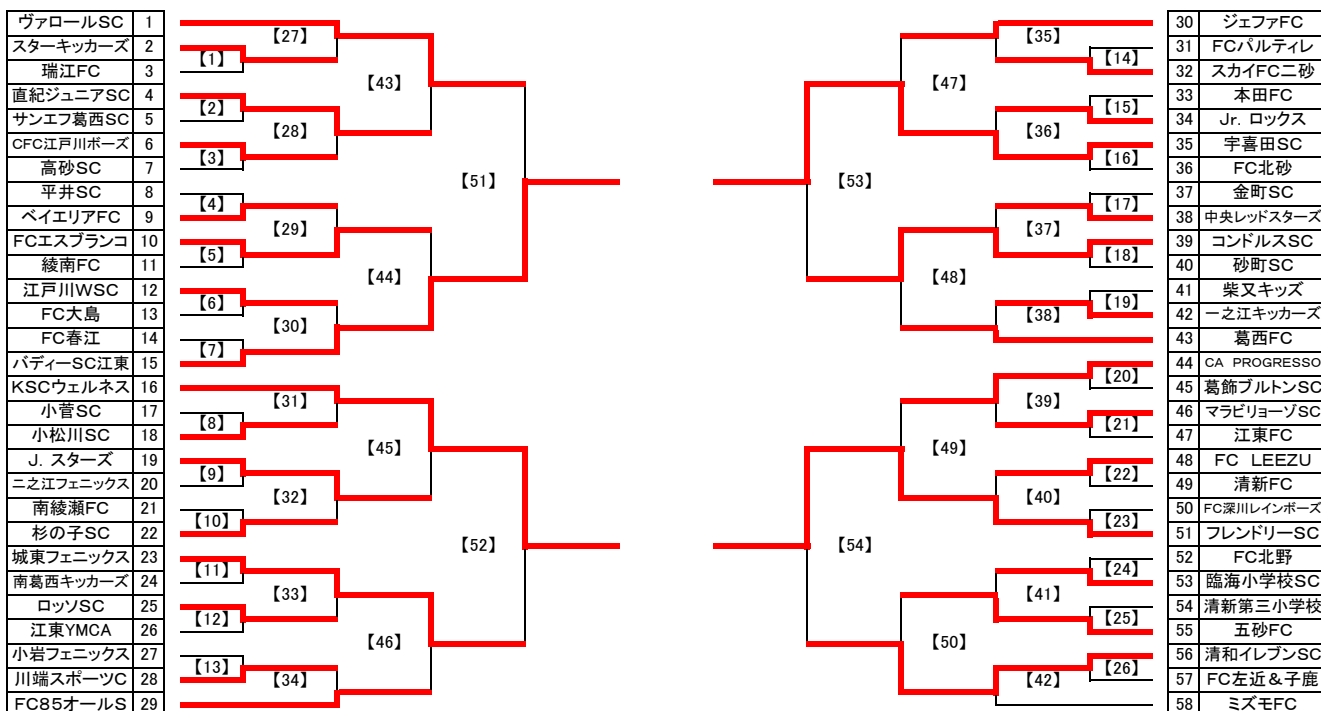 ヴァロールSC 1
スターキッカーズ 2
瑞江FC 3
直紀ジュニアSC 4
サンエフ葛西SC 5
CFC江戸川ボーズ 6
高砂SC 7
平井SC 8
ベイエリアFC 9
FCエスブランコ 10
綾南FC 11
江戸川WSC 12
FC大島 13
FC春江 14
バディーSC江東 15
KSCウェルネス 16
小菅SC 17
小松川SC 18
J. スターズ 19
二之江フェニックス 20
南綾瀬FC 21
杉の子SC 22
城東フェニックス 23
南葛西キッカーズ 24
ロッソSC 25
江東YMCA 26
小岩フェニックス 27
川端スポーツC 28
FC85オールS 29
【1】
【2】
【3】
【4】
【5】
【6】
【7】
【8】
【9】
【10】
【11】
【12】
【13】
【27】
【28】
【29】
【30】
【31】
【32】
【33】
【34】
【43】
【44】
【45】
【46】
【51】
【52】
【53】
【54】
【47】
【48】
【49】
【50】
【35】
【36】
【37】
【38】
【39】
【40】
【41】
【42】
【14】
【15】
【16】
【17】
【18】
【19】
【20】
【21】
【22】
【23】
【24】
【25】
【26】
30 ジェファFC
31 FCパルティレ
32 スカイFC二砂
33 本田FC
34 Jr. ロックス
35 宇喜田SC
36 FC北砂
37 金町SC
38 中央レッドスターズ
39 コンドルスSC
40 砂町SC
41 柴又キッズ
42 一之江キッカーズ
43 葛西FC
44 CA PROGRESSO
45 葛飾ブルトンSC
46 マラビリョーゾSC
47 江東FC
48 FC LEEZU
49 清新FC
50 FC深川レインボーズ
51 フレンドリーSC
52 FC北野
53 臨海小学校SC
54 清新第三小学校
55 五砂FC
56 清和イレブンSC
57 FC左近&子鹿
58 ミズモFC